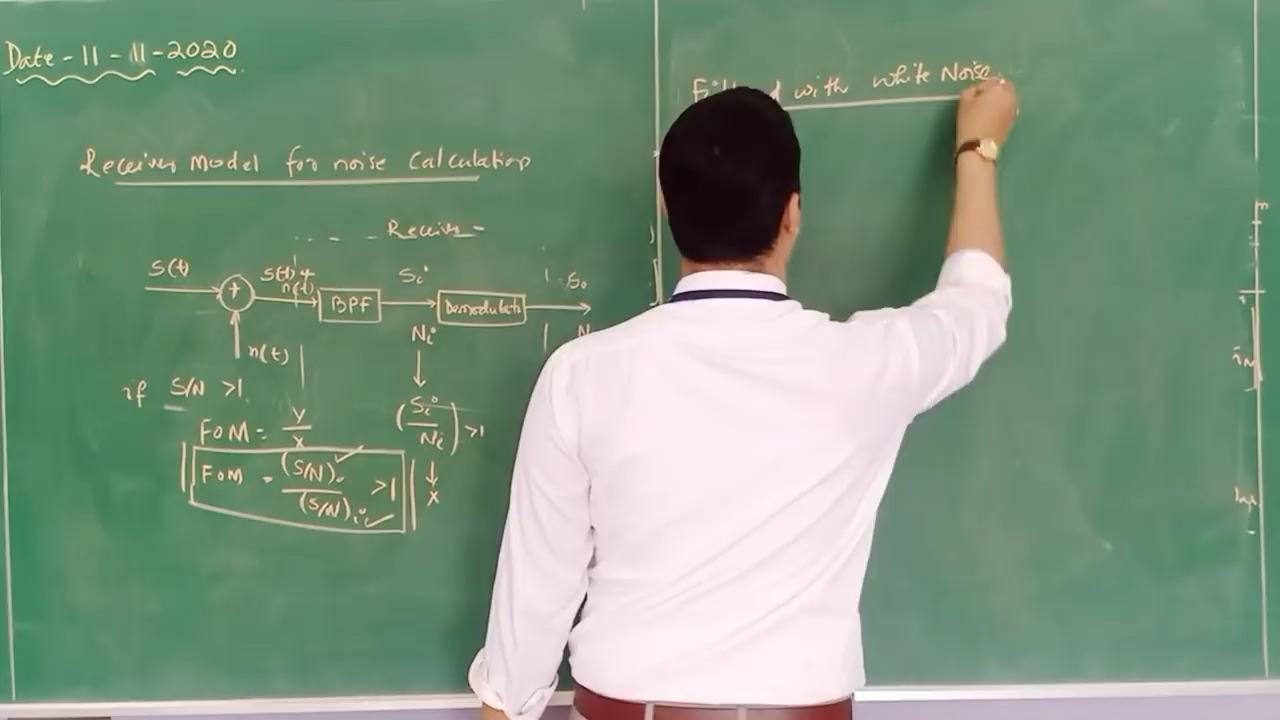 Date - 11 - 11 - 2020
Receiver Model for noise Calculation
Receiver
S(t)
S(t) +
n(t)
+
BPF
Si
Demodulator
So
Ni
N
n(t)
if S/N >1
FOM = Y/X
(Si/Ni) >1
FOM = (S/N)o/(S/N)i >1
X
with white Noise